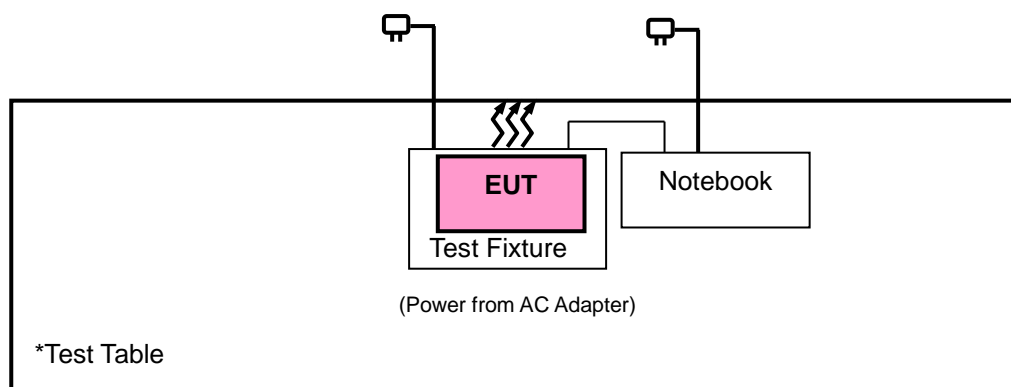 EUT
Notebook
Test Fixture
(Power from AC Adapter)
*Test Table